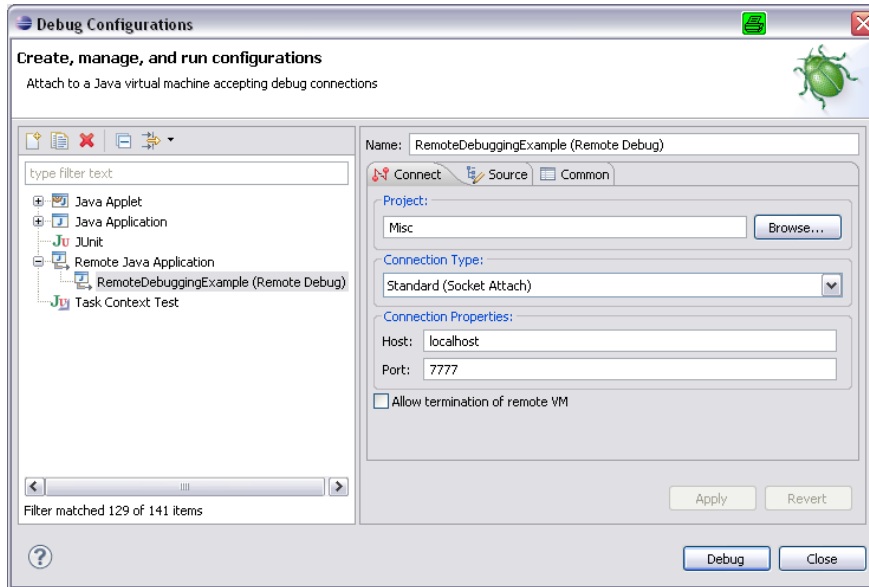 Debug Configurations
Create, manage, and run configurations
Attach to a Java virtual machine accepting debug connections
type filter text
Java Applet
Java Application
JUnit
Remote Java Application
RemoteDebuggingExample (Remote Debug)
Task Context Test
Filter matched 129 of 141 items
Name: RemoteDebuggingExample (Remote Debug)
Connect Source Common
Project:
Misc Browse...
Connection Type:
Standard (Socket Attach)
Connection Properties:
Host: localhost
Port: 7777
Allow termination of remote VM
Apply Revert
Debug Close